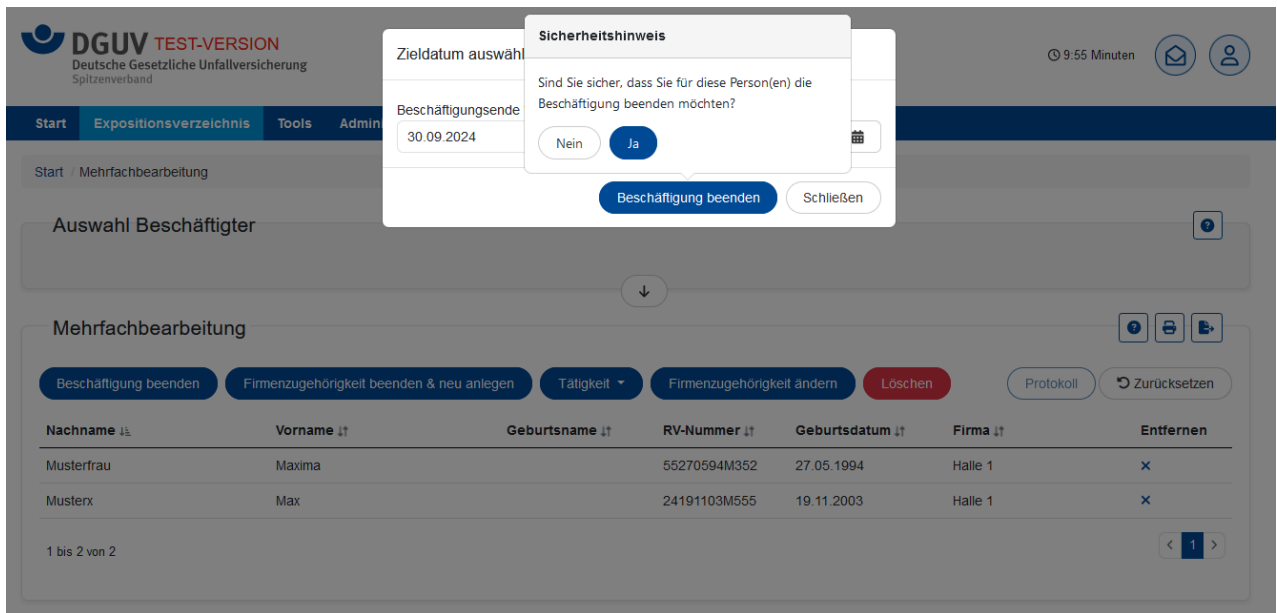 DGUV TEST-VERSION
Deutsche Gesetzliche Unfallversicherung
Spitzenverband
9:55 Minuten
Start Expositionsverzeichnis Tools
Start / Mehrfachbearbeitung
Zieldatum
Beschäftigungsende
30.09.2024
Sicherheitshinweis
Sind Sie sicher, dass Sie für diese Person(en) die
Beschäftigung beenden möchten?
Nein Ja
Beschäftigung beenden Schließen
Auswahl Beschäftigter
Mehrfachbearbeitung
Beschäftigung beenden Firmenzugehörigkeit beenden & neu anlegen Tätigkeit Firmenzugehörigkeit ändern Löschen Protokoll Zurücksetzen
Nachname Vorname Geburtsname RV-Nummer Geburtsdatum Firma Entfernen
Musterfrau Maxima 55270594M352 27.05.1994 Halle 1
Musterx Max 24191103M555 19.11.2003 Halle 1
1 bis 2 von 2
1